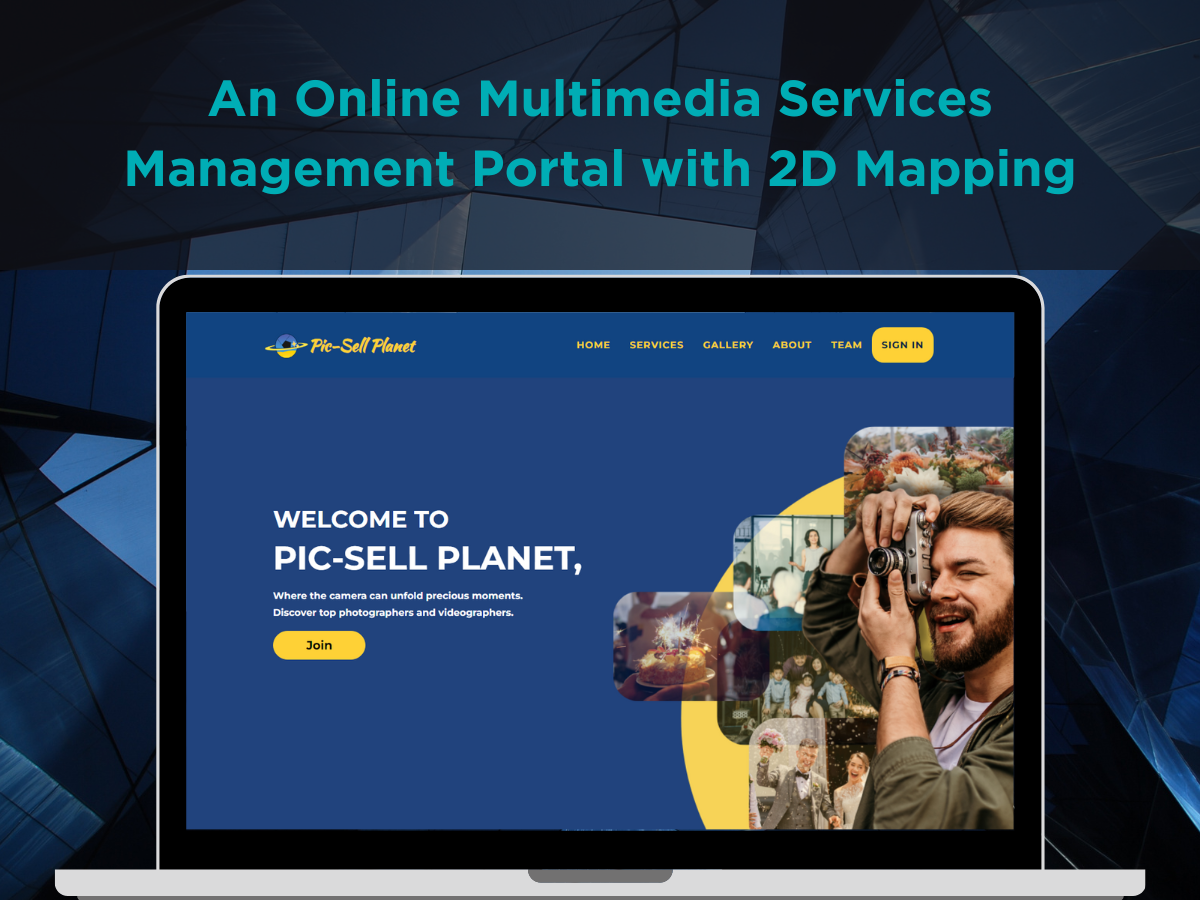 An Online Multimedia Services
Management Portal with 2D Mapping
Pic-Sell Planet
HOME SERVICES GALLERY ABOUT TEAM SIGN IN
WELCOME TO
PIC-SELL PLANET,
Where the camera can unfold precious moments.
Discover top photographers and videographers.
Join